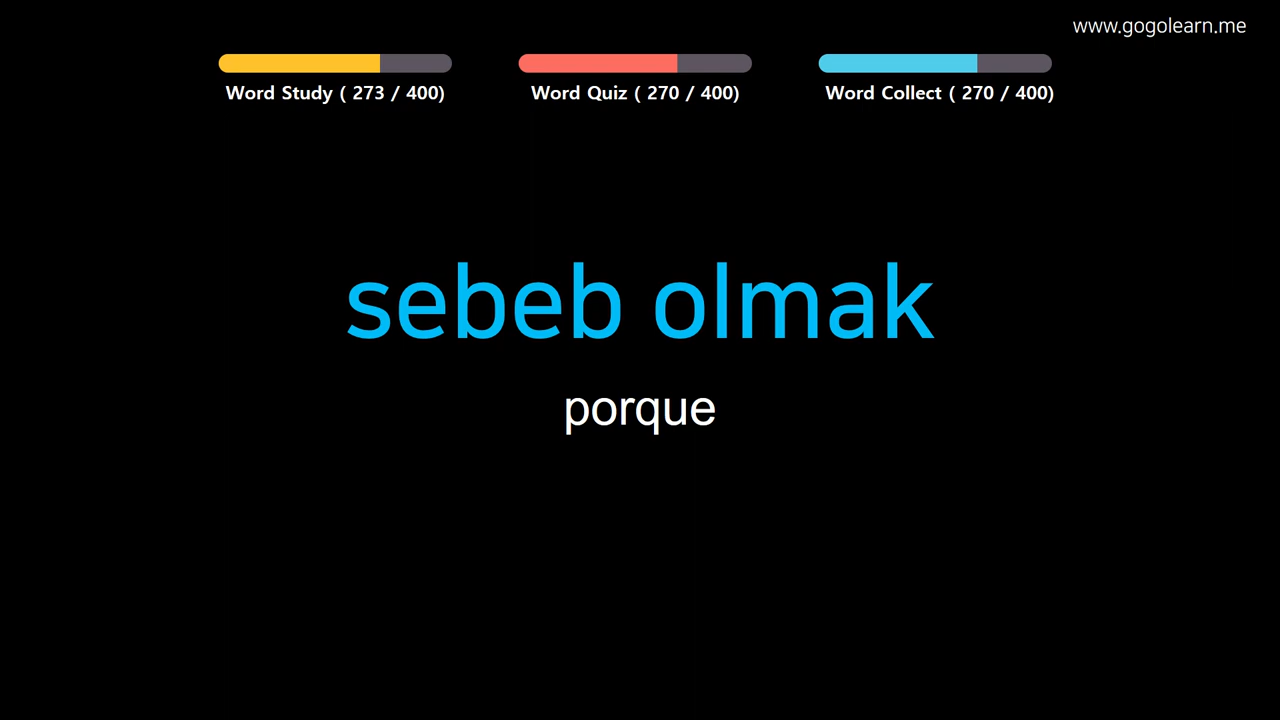 www.gogolearn.me
Word Study ( 273 / 400)
Word Quiz ( 270 / 400)
Word Collect ( 270 / 400)
sebeb olmak
porque